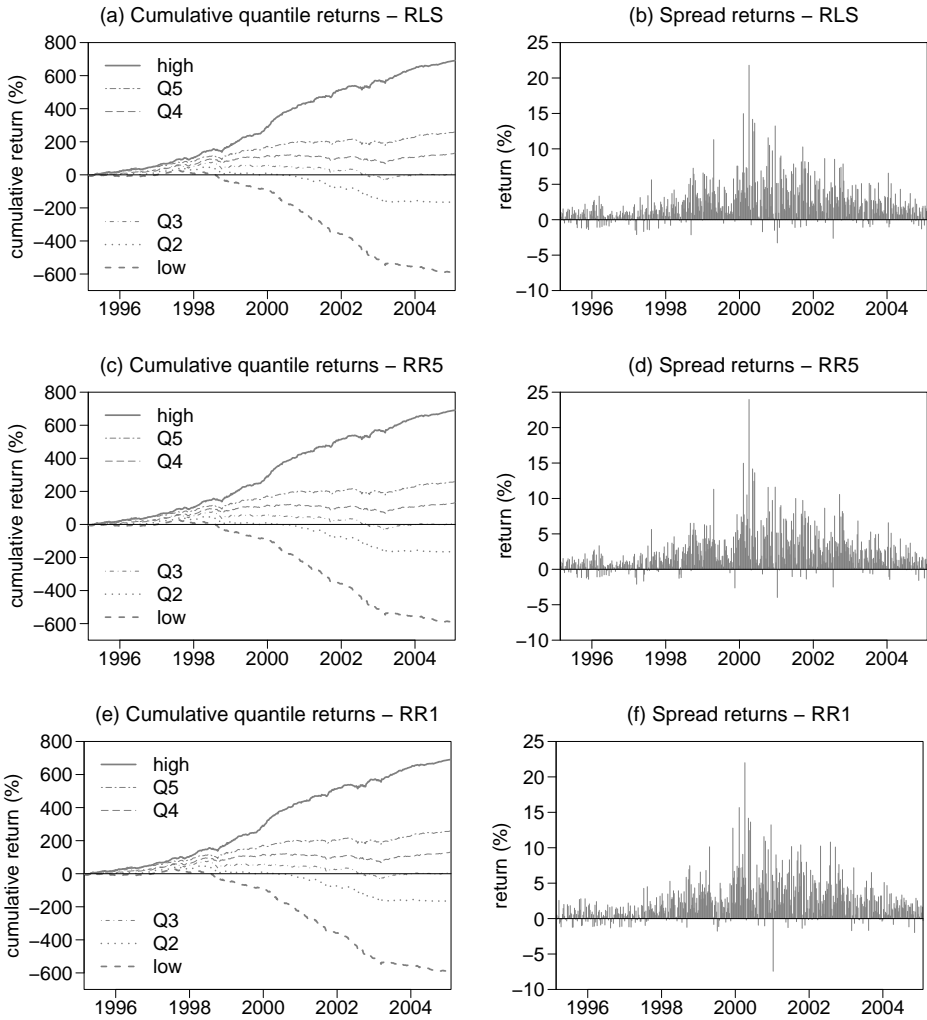 (a) Cumulative quantile returns – RLS
cumulative return (%)
800
600
400
200
0
−200
−400
−600
high
Q5
Q4
Q3
Q2
low
1996 1998 2000 2002 2004
(b) Spread returns – RLS
return (%)
25
20
15
10
5
0
−5
−10
1996 1998 2000 2002 2004
(c) Cumulative quantile returns – RR5
cumulative return (%)
800
600
400
200
0
−200
−400
−600
high
Q5
Q4
Q3
Q2
low
1996 1998 2000 2002 2004
(d) Spread returns – RR5
return (%)
25
20
15
10
5
0
−5
−10
1996 1998 2000 2002 2004
(e) Cumulative quantile returns – RR1
cumulative return (%)
800
600
400
200
0
−200
−400
−600
high
Q5
Q4
Q3
Q2
low
1996 1998 2000 2002 2004
(f) Spread returns – RR1
return (%)
25
20
15
10
5
0
−5
−10
1996 1998 2000 2002 2004